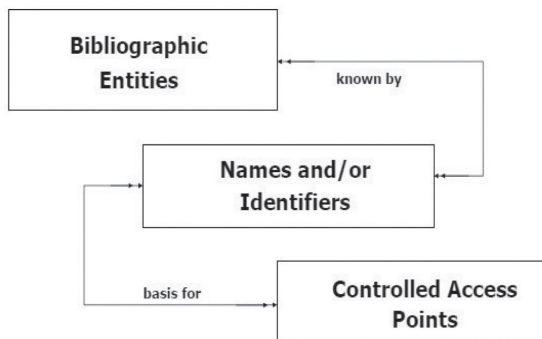 Bibliographic
Entities
known by
Names and/or
Identifiers
basis for
Controlled Access
Points